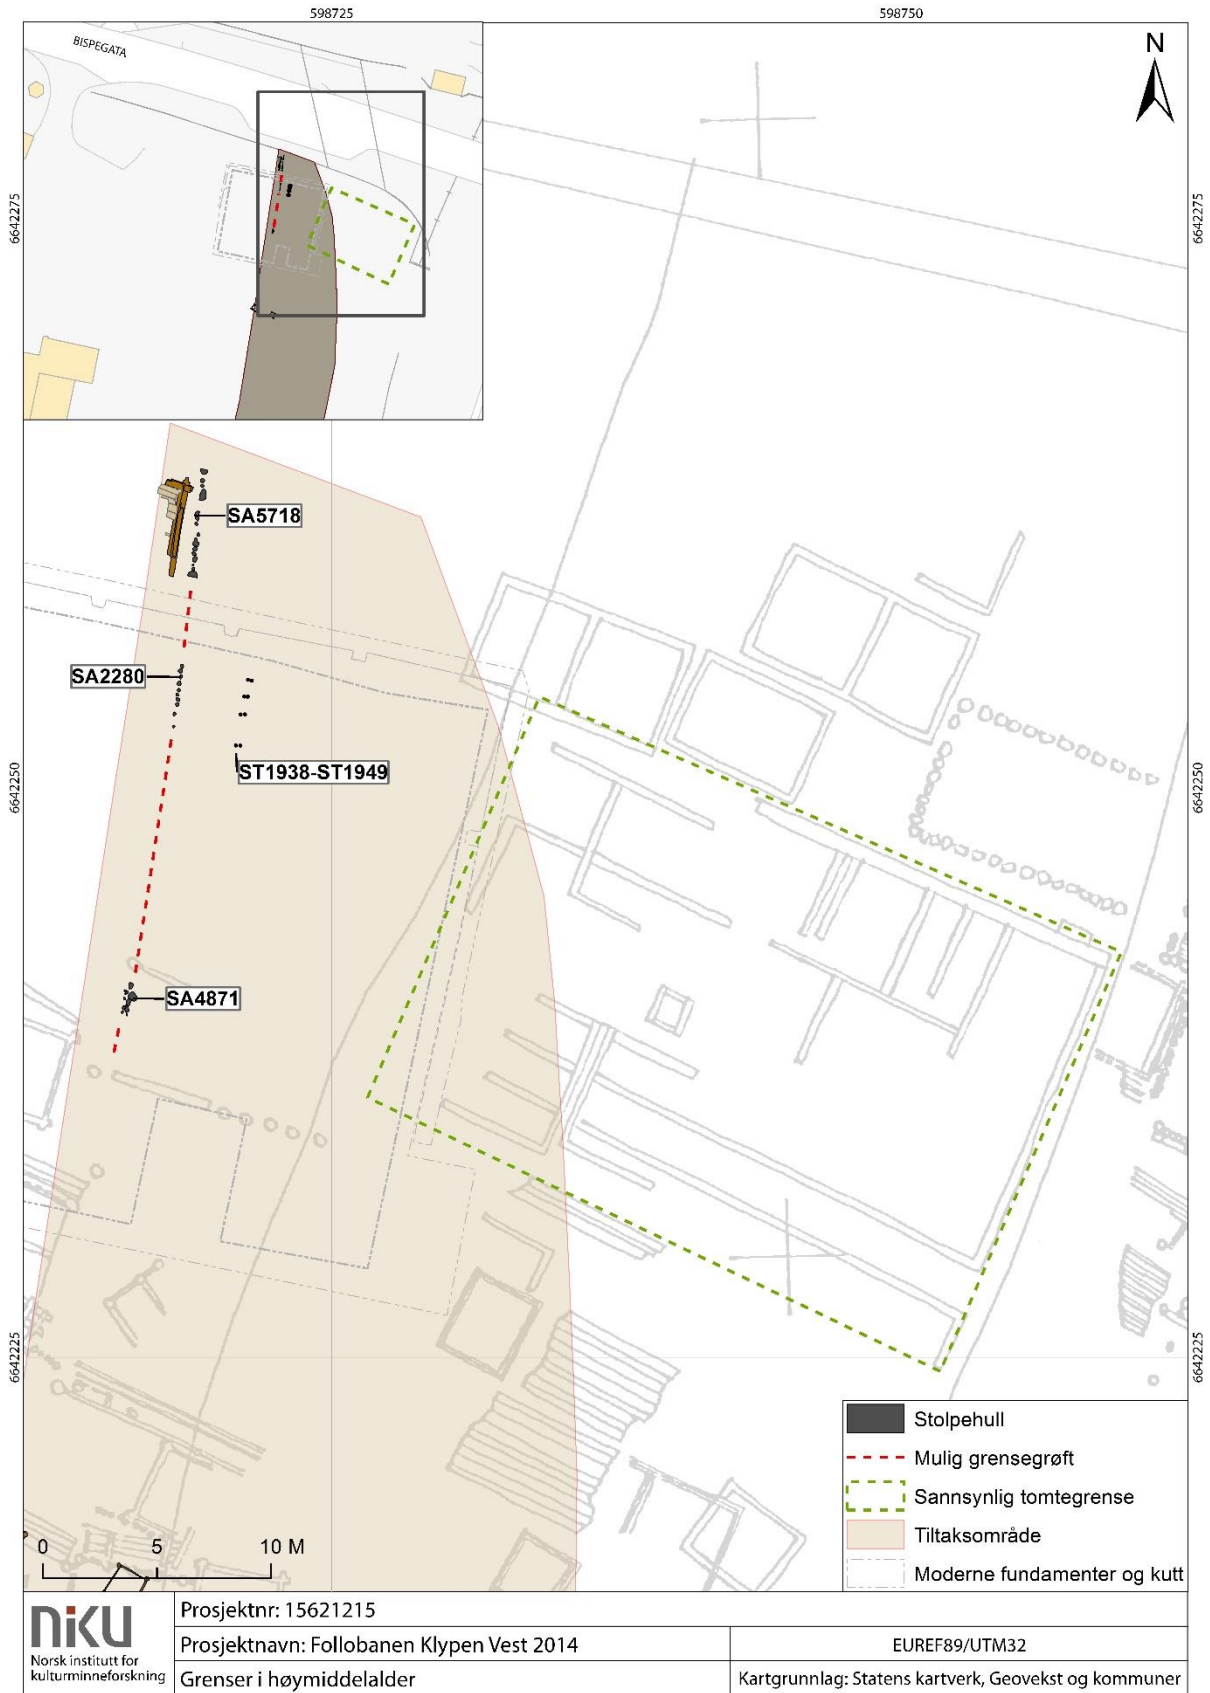 598725
598750
BISPEGATA
N
6642275
6642275
SA5718
SA2280
ST1938-ST1949
6642250
6642250
SA4871
6642225
6642225
Stolpehull
Mulig grensegrøft
Sannsynlig tomtegrense
Tiltaksområde
Moderne fundamenter og kutt
0 5 10 M
niKU
Norsk institutt for
kulturminneforskning
Prosjektnr: 15621215
Prosjektnavn: Follobanen Klypen Vest 2014
EUREF89/UTM32
Grenser i høymiddelalder
Kartgrunnlag: Statens kartverk, Geovekst og kommuner